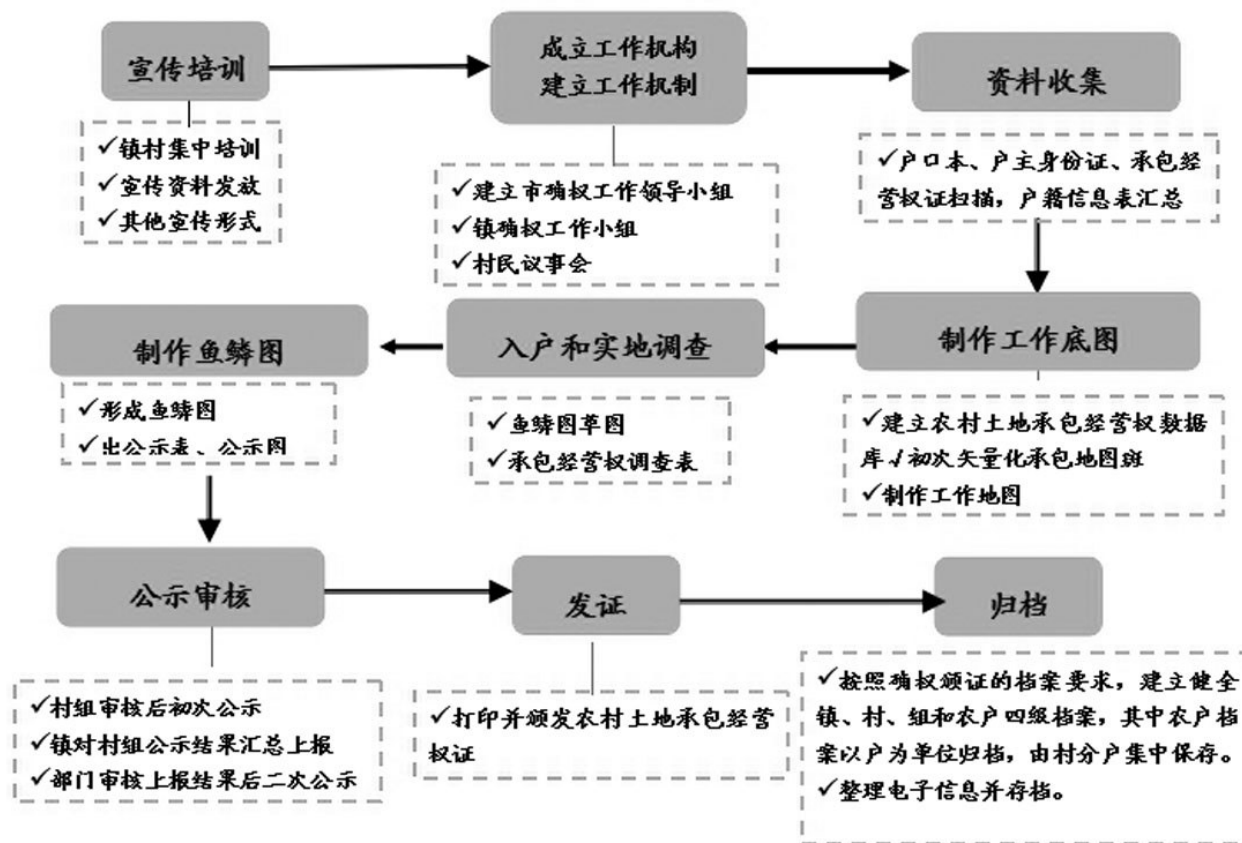 宣传培训
✓镇村集中培训
✓宣传资料发放
✓其他宣传形式
成立工作机构
建立工作机制
✓建立市确权工作领导小组
✓镇确权工作小组
✓村民议事会
资料收集
✓户口本、户主身份证、承包经
营权证扫描，户籍信息表汇总
制作工作底图
✓建立农村土地承包经营权数据
库√初次矢量化承包地图斑
✓制作工作地图
入户和实地调查
✓鱼鳞图草图
✓承包经营权调查表
制作鱼鳞图
✓形成鱼鳞图
✓出公示表、公示图
公示审核
✓村组审核后初次公示
✓镇对村组公示结果汇总上报
✓部门审核上报结果后二次公示
发证
✓打印并颁发农村土地承包经营
权证
归档
✓按照确权颁证的档案要求，建立健全
镇、村、组和农户四级档案，其中农户档
案以户为单位归档，由村分户集中保存。
✓整理电子信息并存档。